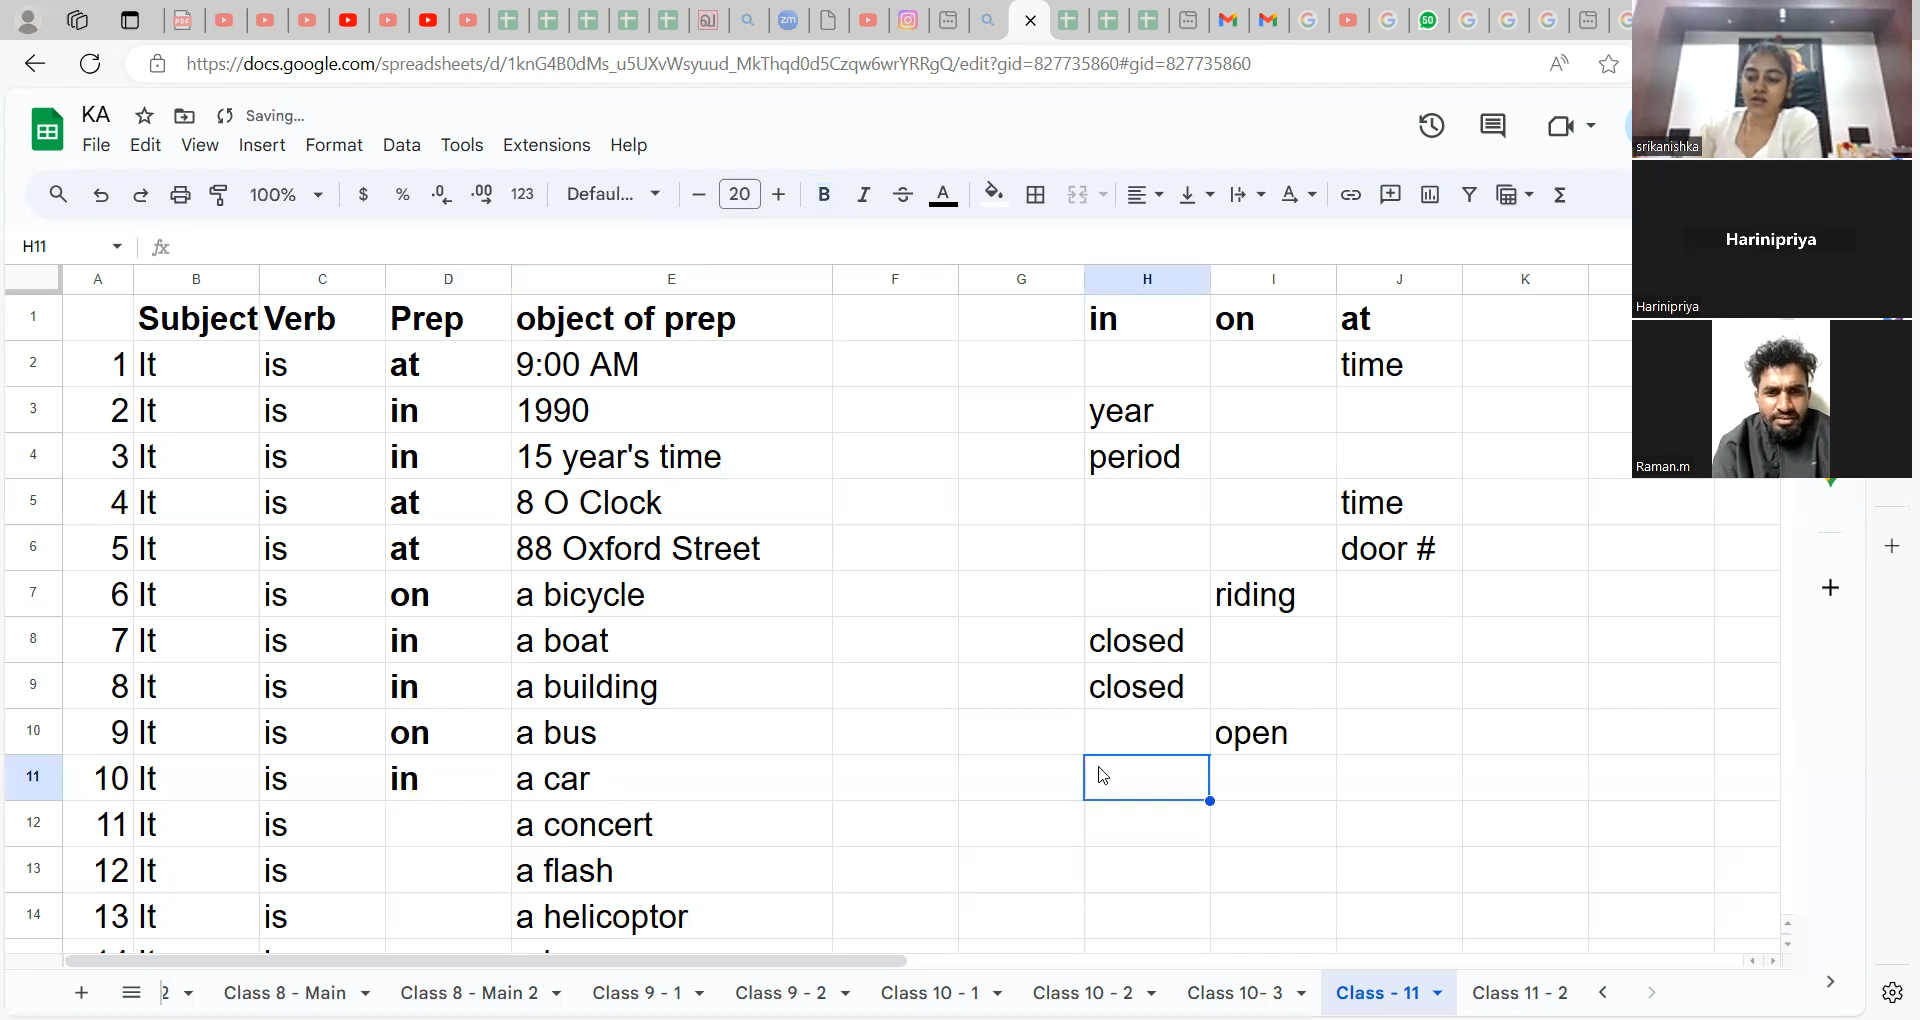 https://docs.google.com/spreadsheets/d/1knG4B0dMs_u5UXvWsyuud_MkThqd0d5Czqw6wrYRRgQ/edit?gid=827735860#gid=827735860
KA Saving...
File Edit View Insert Format Data Tools Extensions Help
100% $ % .0 .00 123 Defaul... 20 B I S A
H11 fx
A B C D E F G H I J K
1 Subject Verb Prep object of prep in on at
2 1 It is at 9:00 AM time
3 2 It is in 1990 year
4 3 It is in 15 year's time period
5 4 It is at 8 O Clock time
6 5 It is at 88 Oxford Street door #
7 6 It is on a bicycle riding
8 7 It is in a boat closed
9 8 It is in a building closed
10 9 It is on a bus open
11 10 It is in a car
12 11 It is a concert
13 12 It is a flash
14 13 It is a helicoptor
Class 8 - Main Class 8 - Main 2 Class 9 - 1 Class 9 - 2 Class 10 - 1 Class 10 - 2 Class 10- 3 Class - 11 Class 11 - 2
srikanishka
Harinipriya
Harinipriya
Raman.m